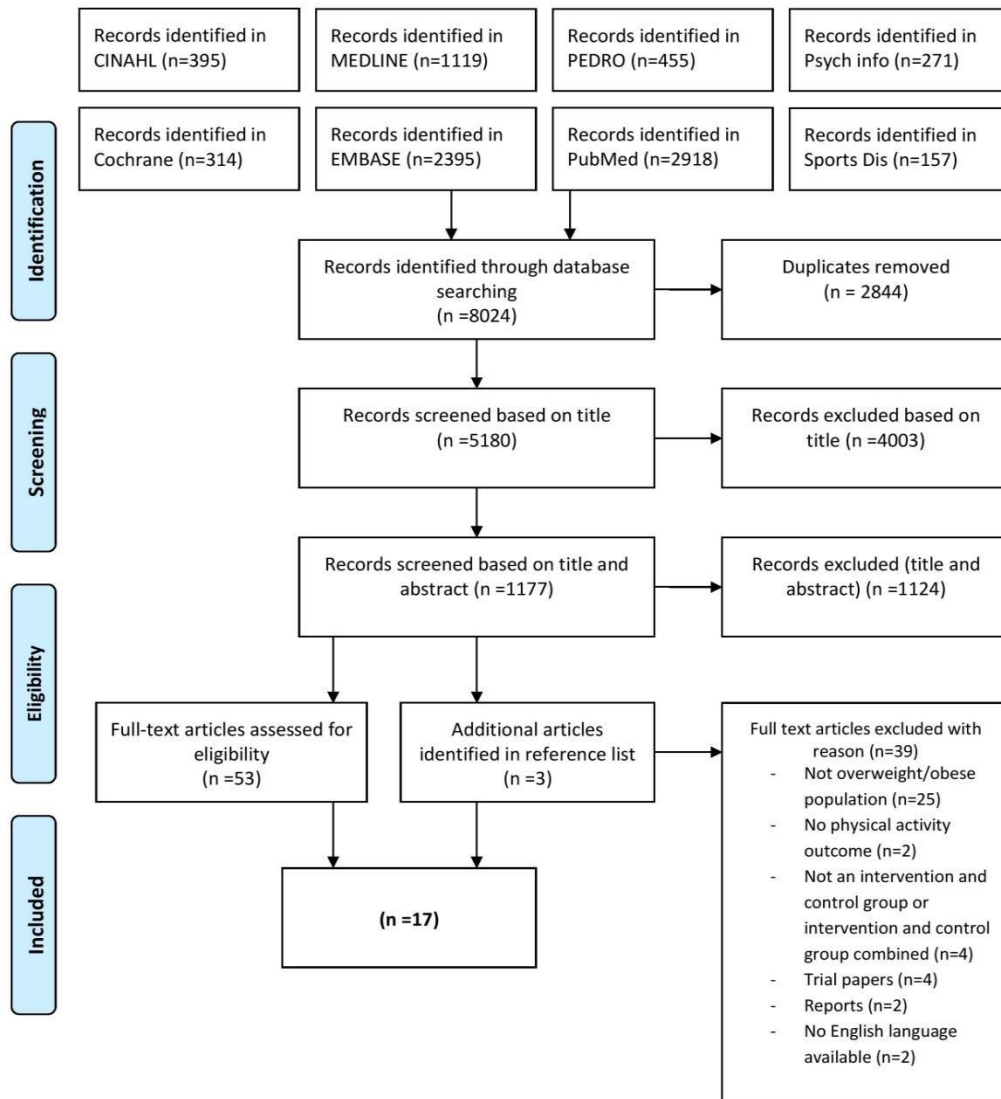 Records identified in
CINAHL (n=395)
Records identified in
MEDLINE (n=1119)
Records identified in
PEDRO (n=455)
Records identified in
Psych info (n=271)
Records identified in
Cochrane (n=314)
Records identified in
EMBASE (n=2395)
Records identified in
PubMed (n=2918)
Records identified in
Sports Dis (n=157)
Identification
Records identified through database
searching
(n =8024)
Duplicates removed
(n = 2844)
Screening
Records screened based on title
(n =5180)
Records excluded based on
title (n =4003)
Records screened based on title and
abstract (n =1177)
Records excluded (title and
abstract) (n =1124)
Eligibility
Full-text articles assessed for
eligibility
(n =53)
Additional articles
identified in reference list
(n =3)
Full text articles excluded with
reason (n=39)
- Not overweight/obese
population (n=25)
- No physical activity
outcome (n=2)
- Not an intervention and
control group or
intervention and control
group combined (n=4)
- Trial papers (n=4)
- Reports (n=2)
- No English language
available (n=2)
Included
(n =17)